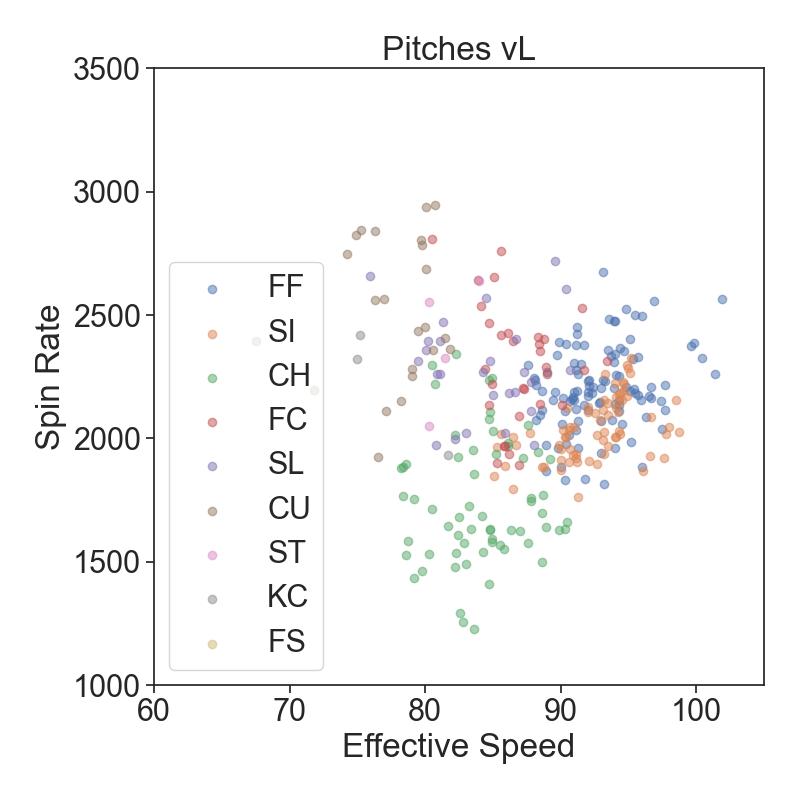 Pitches vL
3500
3000
2500
2000
1500
1000
Spin Rate
FF
SI
CH
FC
SL
CU
ST
KC
FS
60 70 80 90 100
Effective Speed